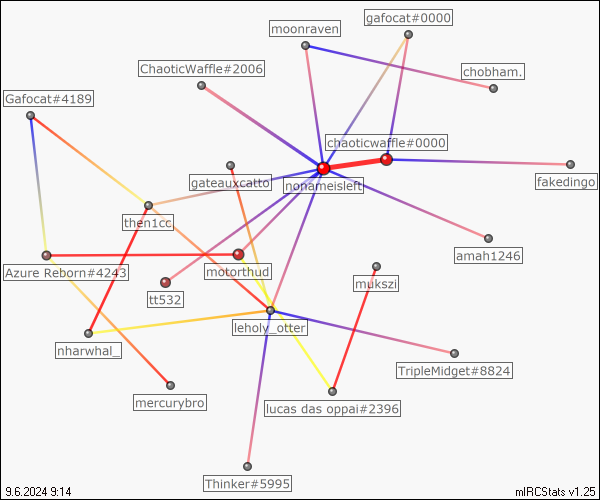 gafocat#0000
moonraven
ChaoticWaffle#2006
chobham.
Gafocat#4189
chaoticwaffle#0000
gateauxcatto
nonameisleft
fakedingo
then1cc
amah1246
Azure Reborn#4243
motorthud
mukszi
tt532
leholy_otter
nharwhal_
TripleMidget#8824
mercurybro
lucas das oppai#2396
Thinker#5995
9.6.2024 9:14
mIRCStats v1.25